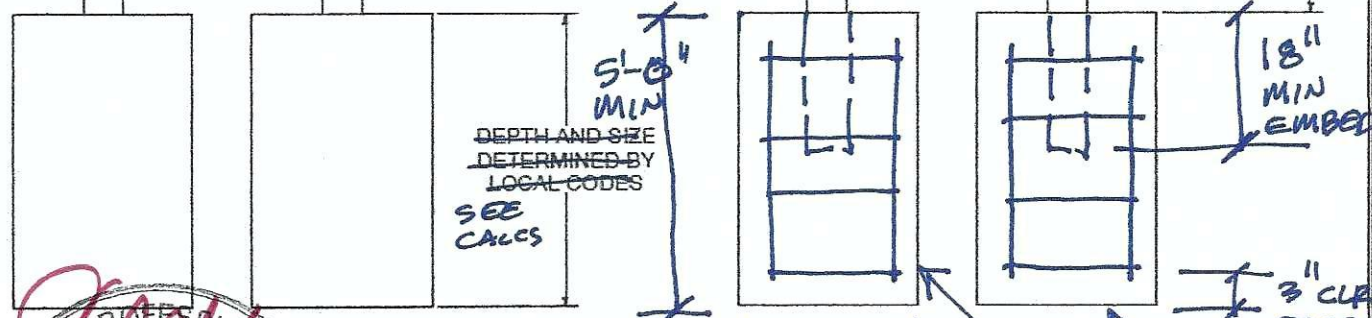 5'-0"
MIN
DEPTH AND SIZE
DETERMINED BY
LOCAL CODES
SEE
CALCS
18"
MIN
EMBED
3" CLR